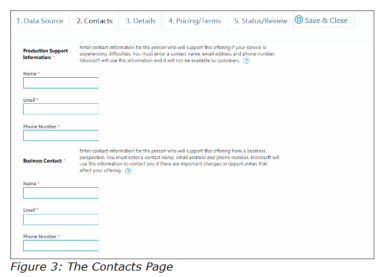 1. Data Source 2. Contacts 3. Details 4. Pricing/Terms 5. Status/Review Save & Close
Production Support Information: *
Enter contact information for the person who will support this offering if your service is
experiencing difficulties. You must enter a contact name, email address and phone number.
Microsoft will use this information and it will not be available to customers. (?)
Name *
Email *
Phone Number *
Business Contact: *
Enter contact information for the person who will support this offering from a business
perspective. You must enter a contact name, email address and phone number. Microsoft will
use this information to contact you if there are important changes or opportunities that
affect your offering. (?)
Name *
Email *
Phone Number *
Figure 3: The Contacts Page